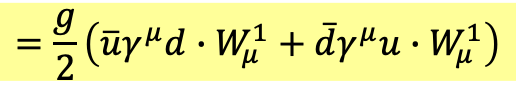 = g/2 (ūγ^μ d · W_μ^1 + d̄γ^μ u · W_μ^1)